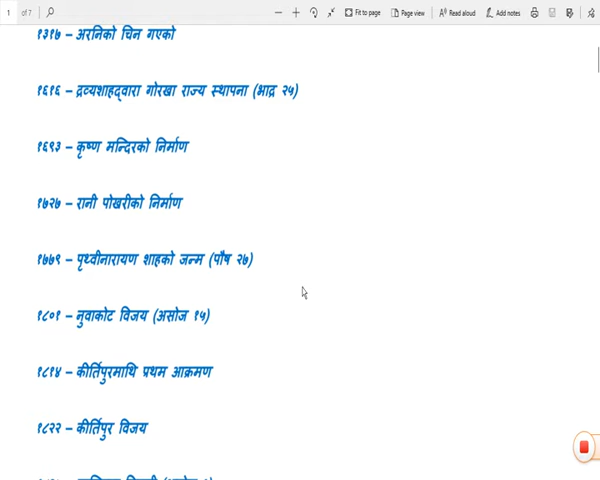 1 of 7 Fit to page Page view Read aloud Add notes
१३१७ – अरनिको चिन गएको
१६१६ – द्रव्यशाहद्वारा गोरखा राज्य स्थापना (भाद्र २५)
१६९३ – कृष्ण मन्दिरको निर्माण
१७२७ – रानी पोखरीको निर्माण
१७७९ – पृथ्वीनारायण शाहको जन्म (पौष २७)
१८०१ – नुवाकोट विजय (असोज १५)
१८१४ – कीर्तिपुरमाथि प्रथम आक्रमण
१८२२ – कीर्तिपुर विजय